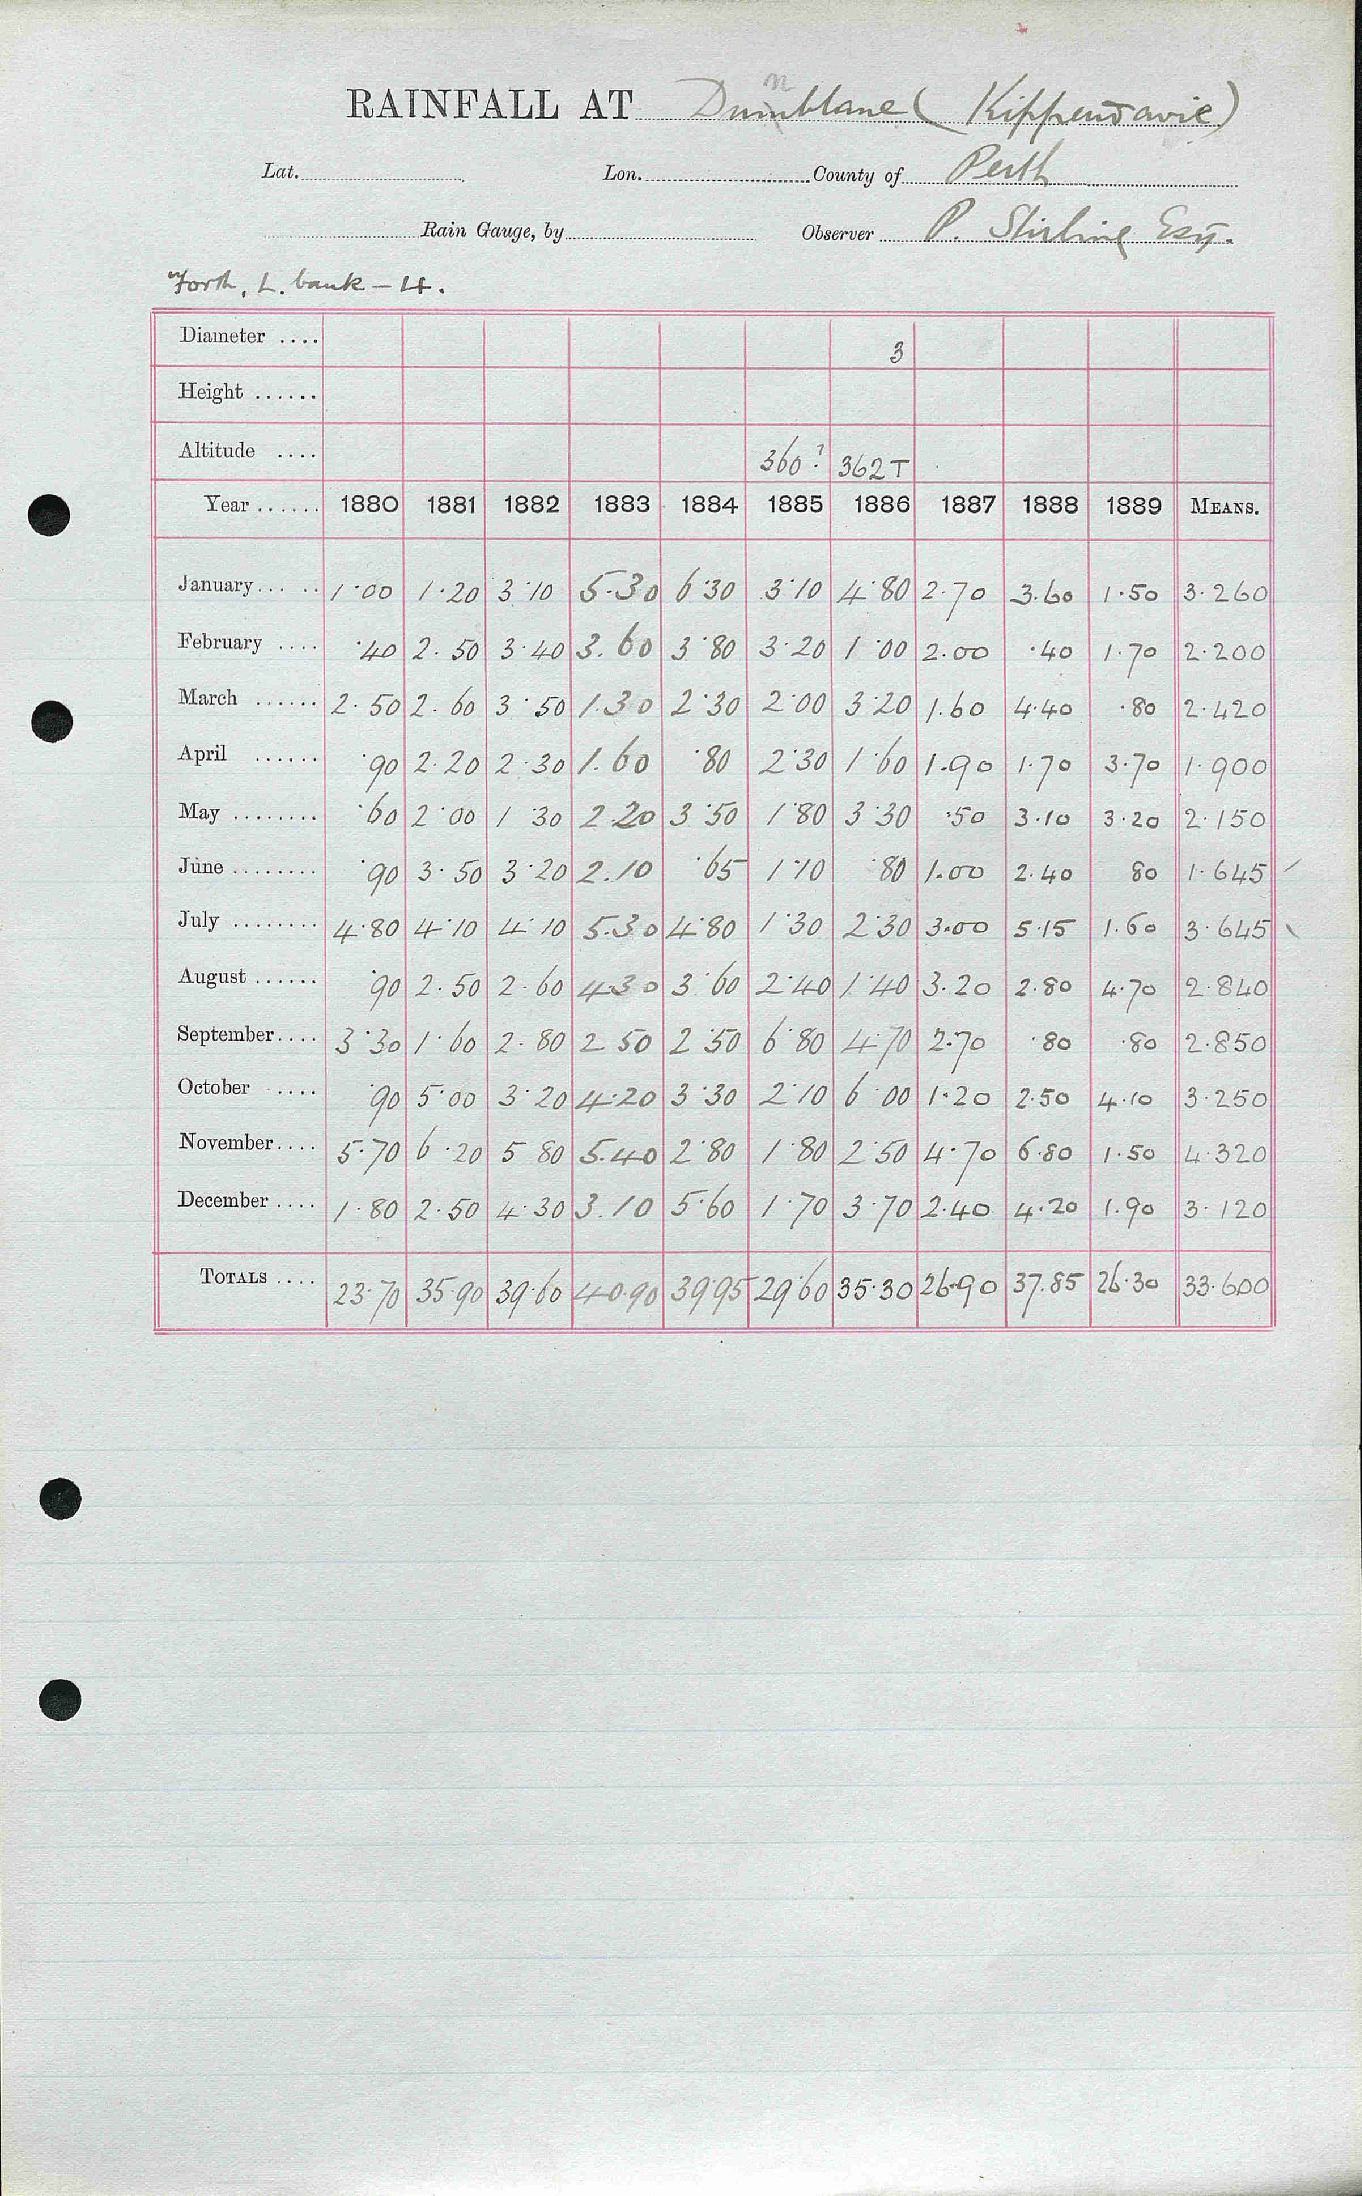 RAINFALL AT Dunblane (Kippendavie)
Lat. Lon. County of Perth
Rain Gauge, by Observer P. Stirling Esq.
Forth, L. bank - 4.
Diameter .... 3
Height ......
Altitude .... 360? 362T
Year ...... 1880 1881 1882 1883 1884 1885 1886 1887 1888 1889 MEANS.
January ..... 1.00 1.20 3.10 5.30 6.30 3.10 4.80 2.70 3.60 1.50 3.260
February .... .40 2.50 3.40 3.60 3.80 3.20 1.00 2.00 .40 1.70 2.200
March ...... 2.50 2.60 3.50 1.30 2.30 2.00 3.20 1.60 4.40 .80 2.420
April ...... .90 2.20 2.30 1.60 .80 2.30 1.60 1.90 1.70 3.70 1.900
May ........ .60 2.00 1.30 2.20 3.50 1.80 3.30 .50 3.10 3.20 2.150
June ........ .90 3.50 3.20 2.10 .65 1.10 .80 1.00 2.40 80 1.645
July ........ 4.80 4.10 4.10 5.30 4.80 1.30 2.30 3.00 5.15 1.60 3.645
August ...... .90 2.50 2.60 4.30 3.60 2.40 1.40 3.20 2.80 4.70 2.840
September.... 3.30 1.60 2.80 2.50 2.50 6.80 4.70 2.70 .80 .80 2.850
October .... .90 5.00 3.20 4.20 3.30 2.10 6.00 1.20 2.50 4.10 3.250
November.... 5.70 6.20 5.80 5.40 2.80 1.80 2.50 4.70 6.80 1.50 4.320
December .... 1.80 2.50 4.30 3.10 5.60 1.70 3.70 2.40 4.20 1.90 3.120
TOTALS .... 23.70 35.90 39.60 40.90 39.95 29.60 35.30 26.90 37.85 26.30 33.600